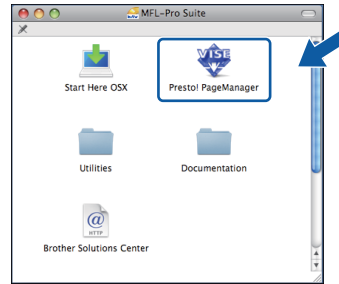 MFL-Pro Suite
VISE
Start Here OSX
Presto! PageManager
Utilities
Documentation
@
HTTP
Brother Solutions Center